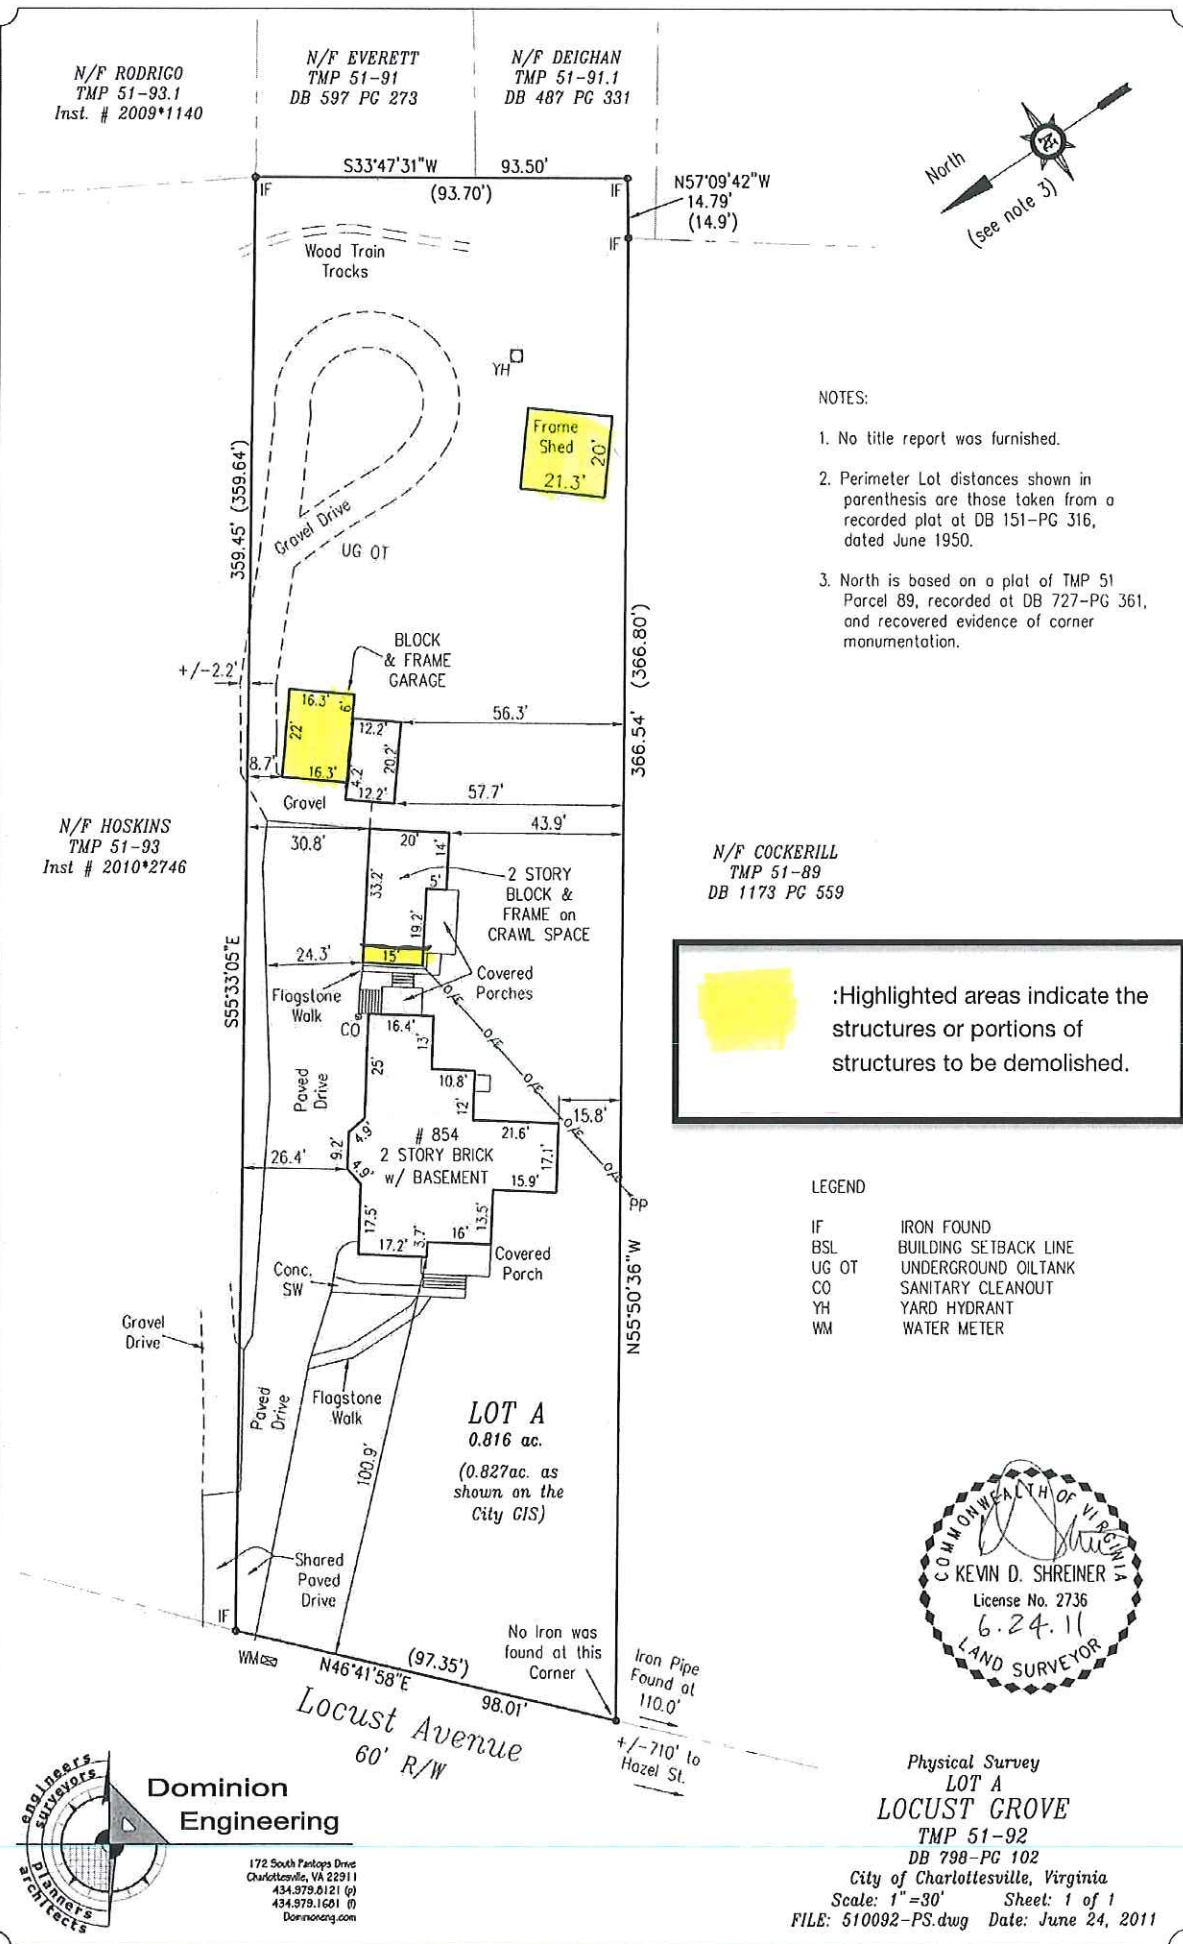 N/F RODRIGO
TMP 51-93.1
Inst. # 2009*1140
N/F EVERETT
TMP 51-91
DB 597 PG 273
N/F DEIGHAN
TMP 51-91.1
DB 487 PG 331
S33°47'31"W 93.50'
(93.70')
IF
IF
N57°09'42"W
14.79'
(14.9')
IF
North
(see note 3)
Wood Train
Tracks
YH
Frame
Shed
20'
21.3'
Gravel Drive
UG OT
359.45' (359.64')
NOTES:
1. No title report was furnished.
2. Perimeter Lot distances shown in
parenthesis are those taken from a
recorded plat at DB 151-PG 316,
dated June 1950.
3. North is based on a plat of TMP 51
Parcel 89, recorded at DB 727-PG 361,
and recovered evidence of corner
monumentation.
366.54' (366.80')
BLOCK
& FRAME
GARAGE
+/-2.2'
16.3'
6'
22'
12.2'
56.3'
20.2'
8.7'
16.3'
4.2'
12.2'
57.7'
Gravel
43.9'
30.8'
20'
14'
N/F HOSKINS
TMP 51-93
Inst # 2010*2746
N/F COCKERILL
TMP 51-89
DB 1173 PG 559
33.2'
5'
2 STORY
BLOCK &
FRAME on
CRAWL SPACE
19.2'
24.3'
15'
Flagstone
Walk
Covered
Porches
CO
S55°33'05"E
:Highlighted areas indicate the
structures or portions of
structures to be demolished.
16.4'
13'
25'
Paved
Drive
10.8'
12'
15.8'
4.9'
# 854
2 STORY BRICK
w/ BASEMENT
21.6'
9.2'
26.4'
4.9'
17.1'
15.9'
PP
17.5'
13.5'
17.2'
3.7'
16'
Covered
Porch
Conc.
SW
N55°50'36"W
LEGEND
IF IRON FOUND
BSL BUILDING SETBACK LINE
UG OT UNDERGROUND OILTANK
CO SANITARY CLEANOUT
YH YARD HYDRANT
WM WATER METER
Gravel
Drive
Paved
Drive
Flagstone
Walk
100.9'
LOT A
0.816 ac.
(0.827ac. as
shown on the
City GIS)
Shared
Paved
Drive
IF
WM
N46°41'58"E
(97.35')
98.01'
No Iron was
found at this
Corner
Iron Pipe
Found at
110.0'
+/-710' to
Hazel St.
Locust Avenue
60' R/W
COMMONWEALTH OF VIRGINIA
KEVIN D. SHREINER
License No. 2736
6.24.11
LAND SURVEYOR
engineers
surveyors
planners
architects
Dominion
Engineering
172 South Pantops Drive
Charlottesville, VA 22911
434.979.8121 (p)
434.979.1681 (f)
Dominioneng.com
Physical Survey
LOT A
LOCUST GROVE
TMP 51-92
DB 798-PG 102
City of Charlottesville, Virginia
Scale: 1"=30' Sheet: 1 of 1
FILE: 510092-PS.dwg Date: June 24, 2011